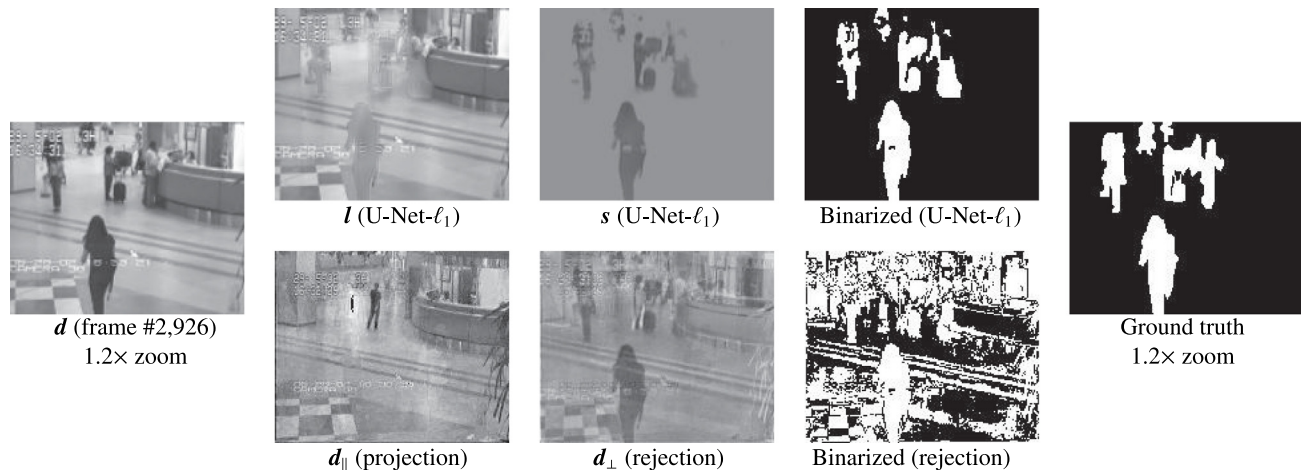 l (U-Net-ℓ₁)
s (U-Net-ℓ₁)
Binarized (U-Net-ℓ₁)
d (frame #2,926)
1.2× zoom
Ground truth
1.2× zoom
d∥ (projection)
d⊥ (rejection)
Binarized (rejection)